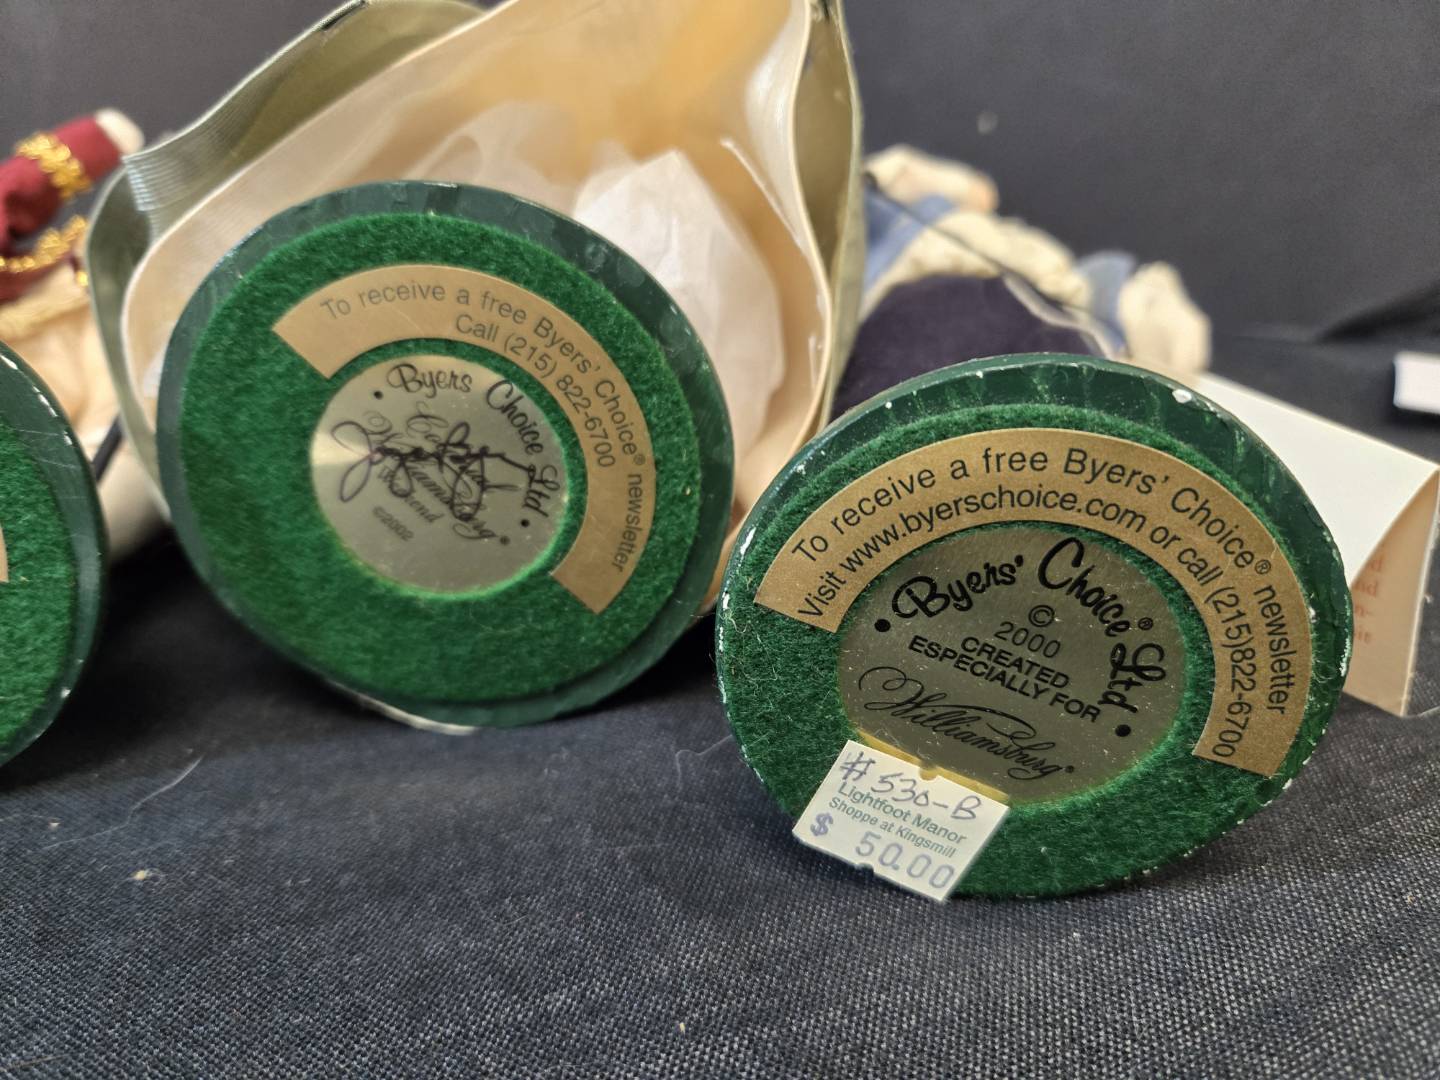 To receive a free Byers' Choice® newsletter
Call (215) 822-6700
Byers Choice Ltd.
Williamsburg®
©2002
To receive a free Byers' Choice® newsletter
Visit www.byerschoice.com or call (215)822-6700
Byers' Choice® Ltd.
©
2000
CREATED
ESPECIALLY FOR
Williamsburg®
# 530-B
Lightfoot Manor
Shoppe at Kingsmill
$ 50.00